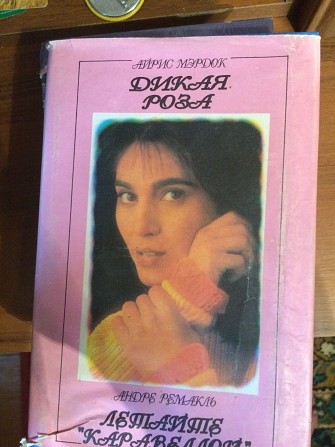 АЙРИС МЭРДОК
ДИКАЯ
РОЗА
АНДРЕ РЕМАКЛЬ
ЛЕТАЙТЕ
"КАРАВЕЛЛОЙ"